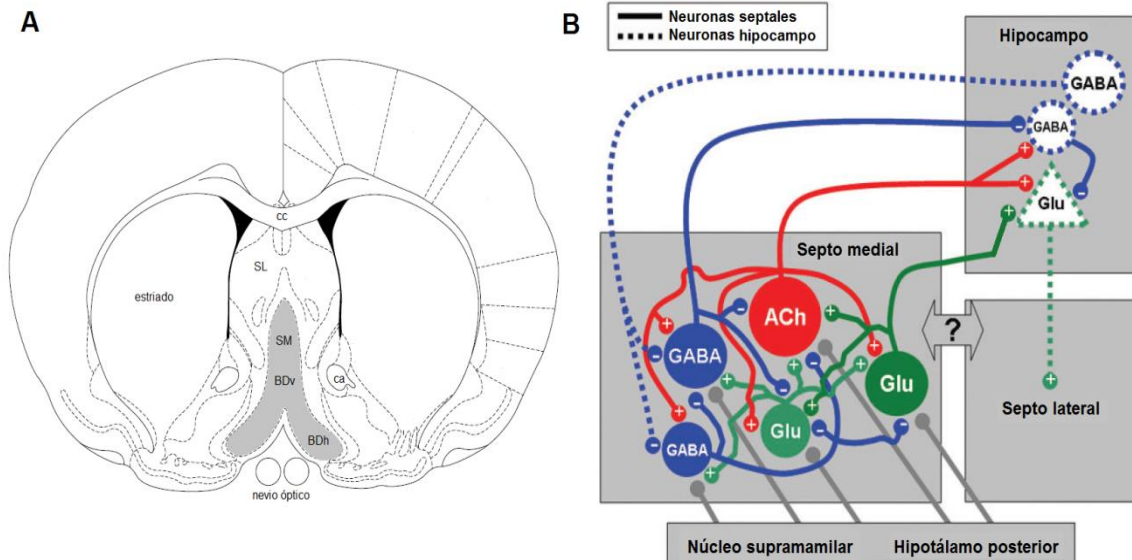 A
cc
SL
estriado
SM
BDv
ca
BDh
nevio óptico
B
Neuronas septales
Neuronas hipocampo
Hipocampo
GABA
GABA
-
+
+
-
Glu
+
Septo medial
ACh
+
-
+
-
GABA
-
+
?
+
+
-
+
-
Glu
+
Septo lateral
+
-
+
+
Glu
-
-
-
GABA
+
Núcleo supramamilar
Hipotálamo posterior